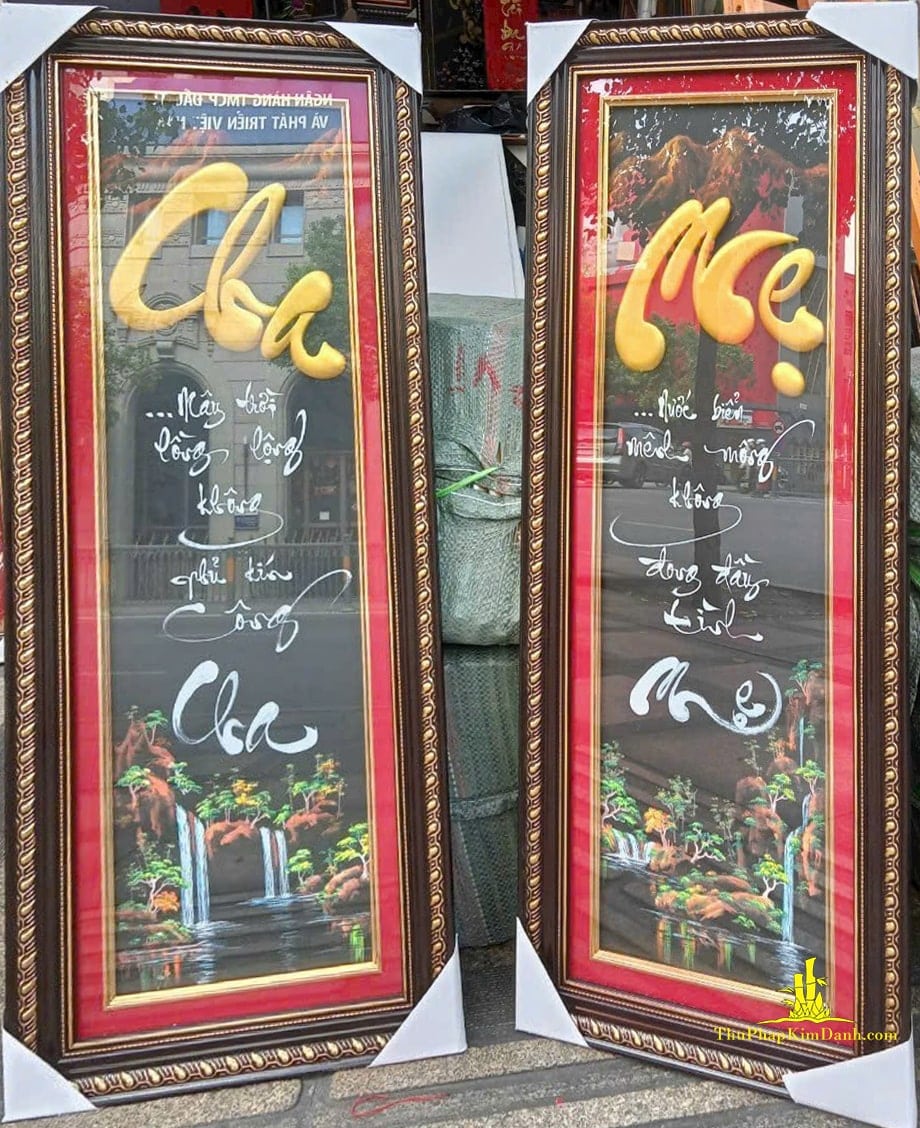 NGÂN HÀNG TMCP ĐẦU
VÀ PHÁT TRIỂN VIỆT
Cha
...Mây trời
lồng lộng
không
phủ kín
Công
Cha
Mẹ
...Nước biển
mênh mông
không
đong đầy
tình
Mẹ
ThuPhapKimDanh.com